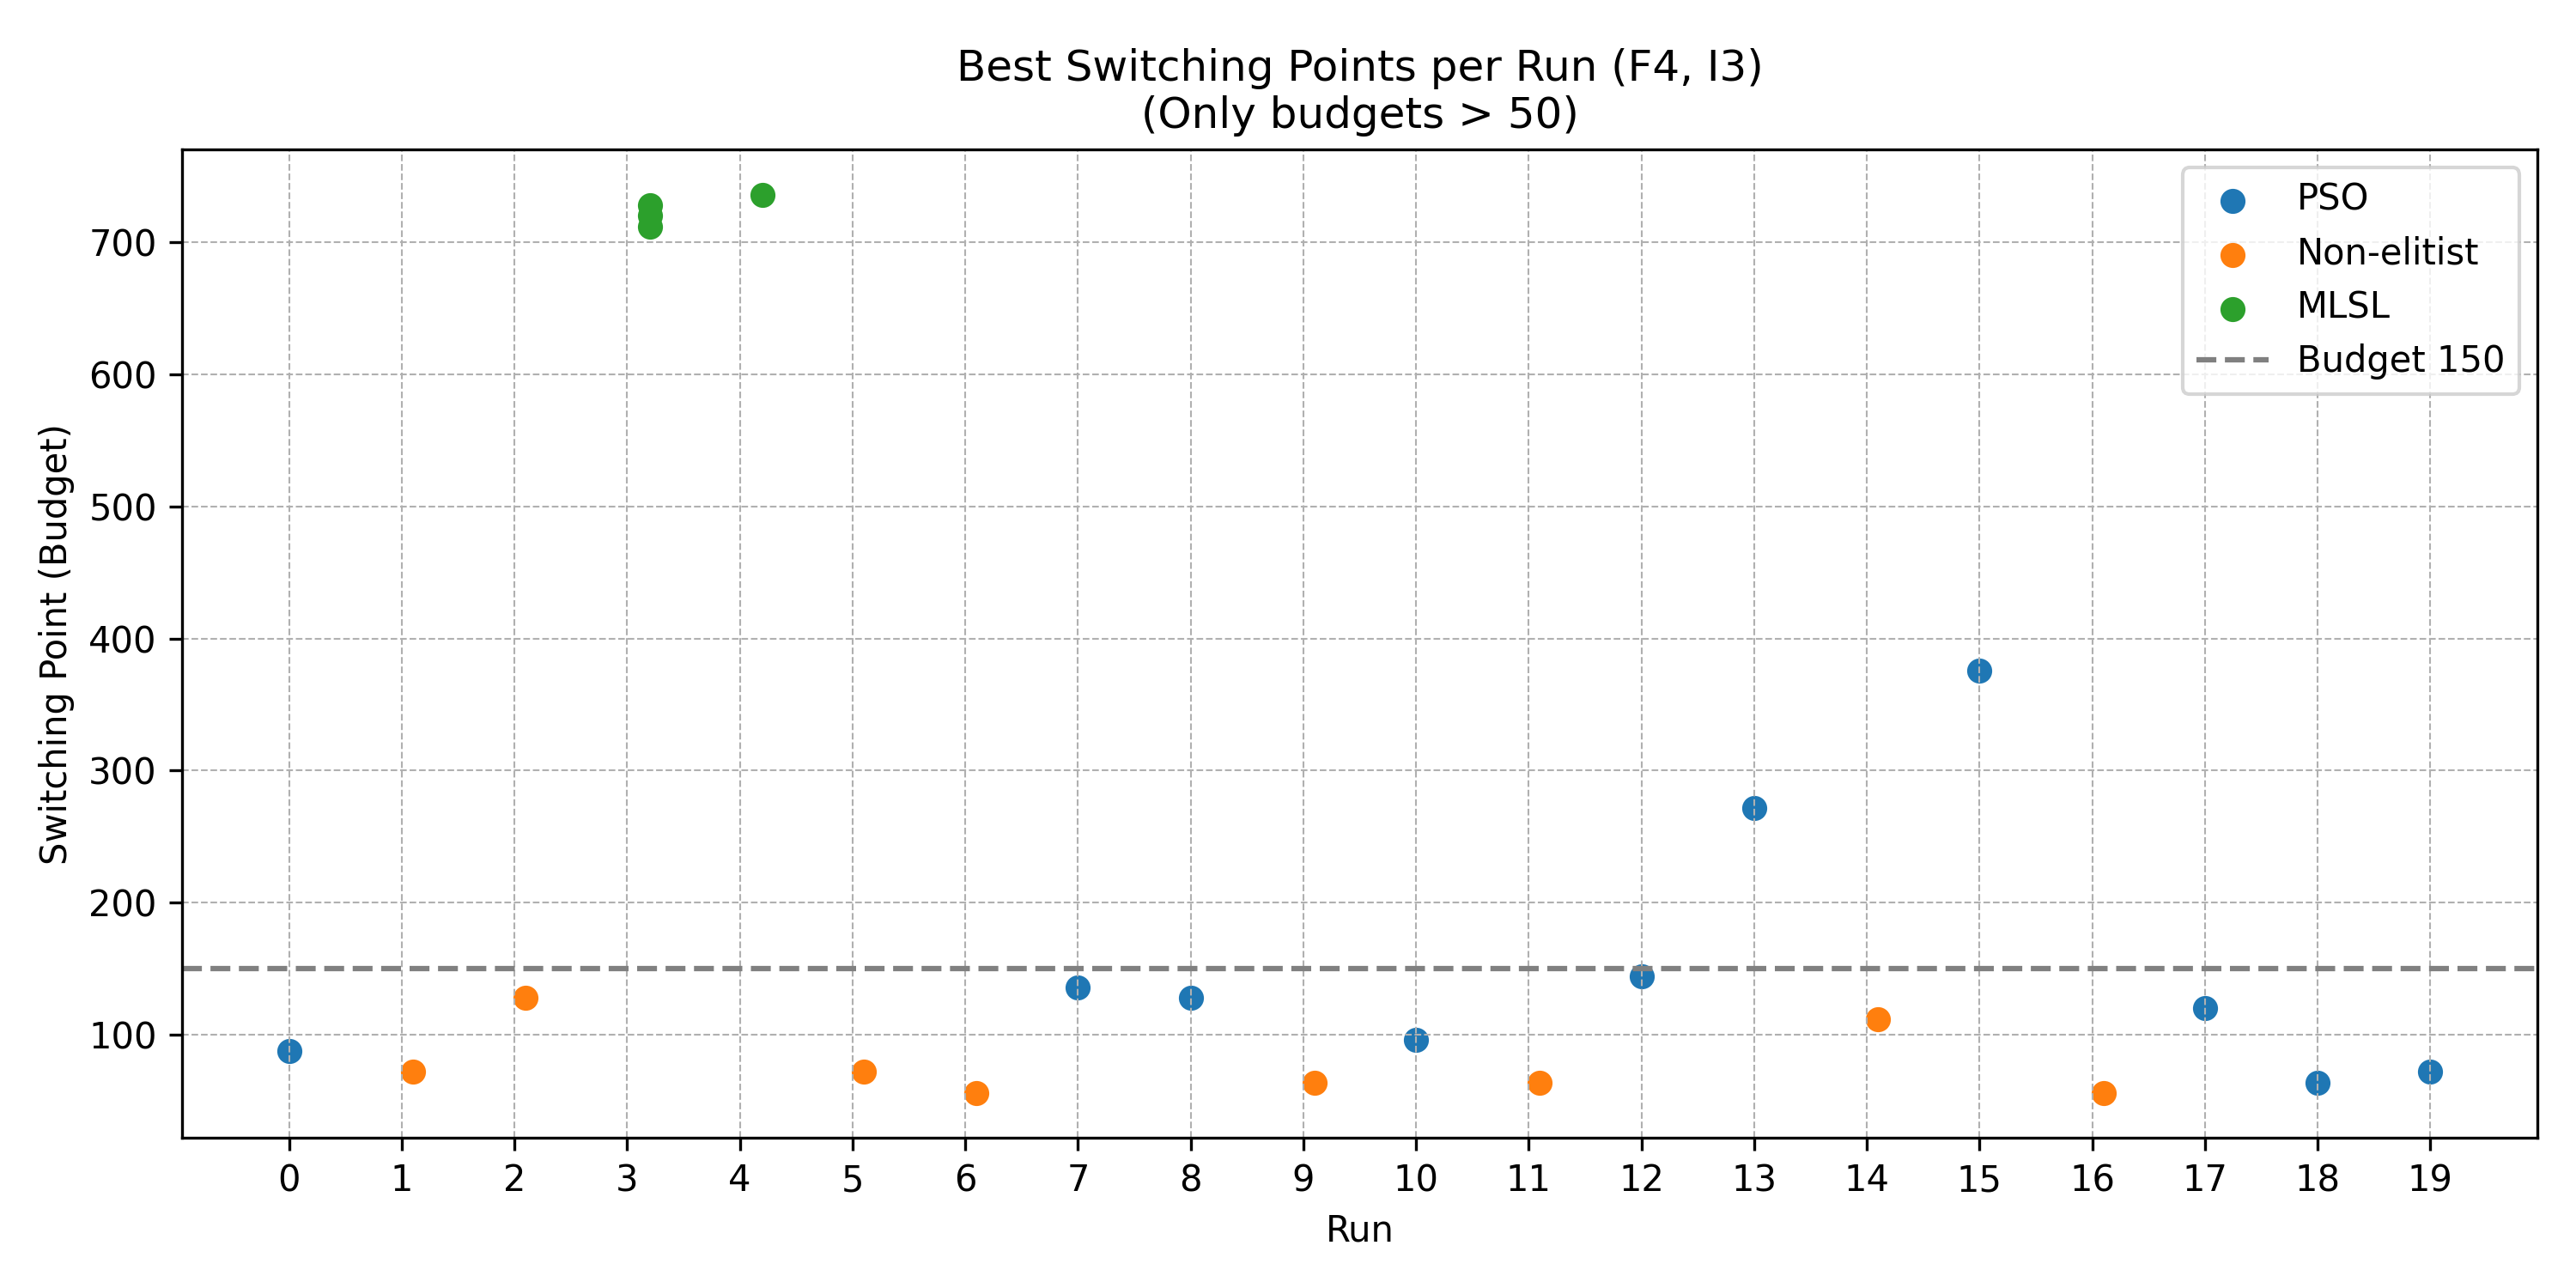 Best Switching Points per Run (F4, I3)
(Only budgets > 50)
PSO
Non-elitist
MLSL
Budget 150
Switching Point (Budget)
700
600
500
400
300
200
100
0 1 2 3 4 5 6 7 8 9 10 11 12 13 14 15 16 17 18 19
Run